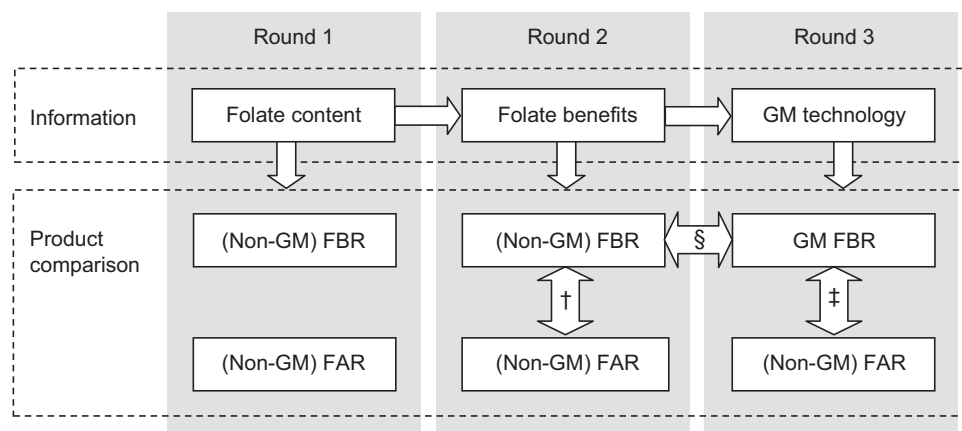 Round 1
Round 2
Round 3
Information
Folate content
Folate benefits
GM technology
Product
comparison
(Non-GM) FBR
(Non-GM) FBR
§
GM FBR
†
‡
(Non-GM) FAR
(Non-GM) FAR
(Non-GM) FAR